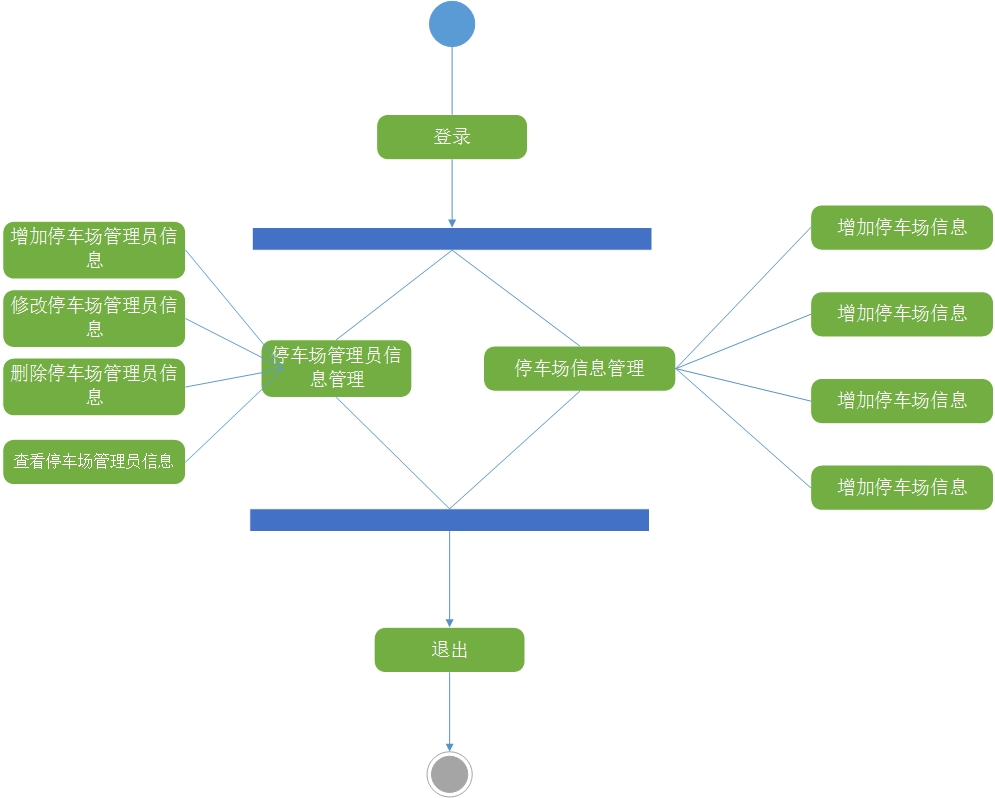 登录
增加停车场管理员信
息
修改停车场管理员信
息
删除停车场管理员信
息
查看停车场管理员信息
停车场管理员信
息管理
停车场信息管理
增加停车场信息
增加停车场信息
增加停车场信息
增加停车场信息
退出